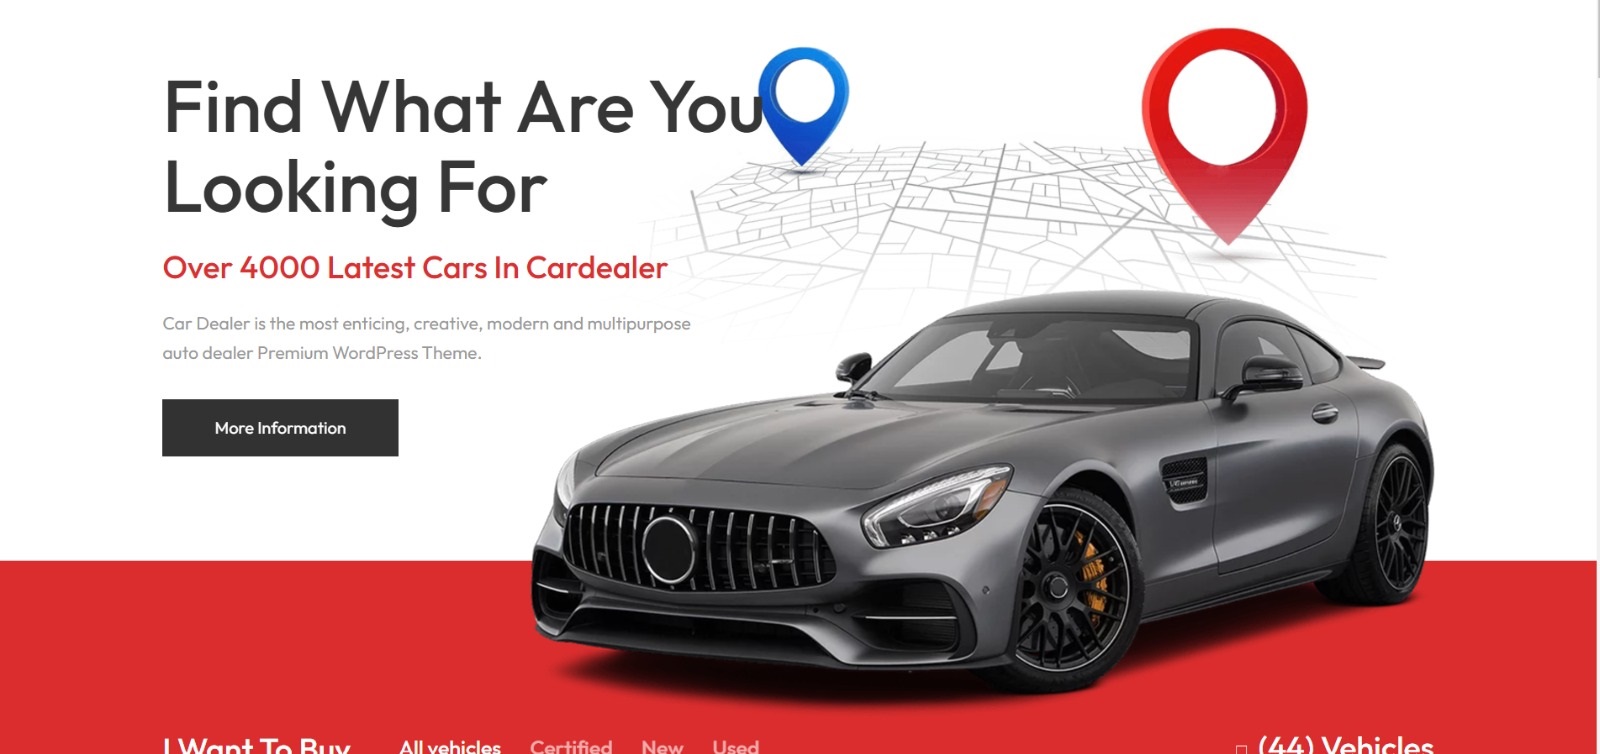 Find What Are You
Looking For
Over 4000 Latest Cars In Cardealer
Car Dealer is the most enticing, creative, modern and multipurpose
auto dealer Premium WordPress Theme.
More Information
I Want To Buy
All vehicles Certified New Used
(44) Vehicles